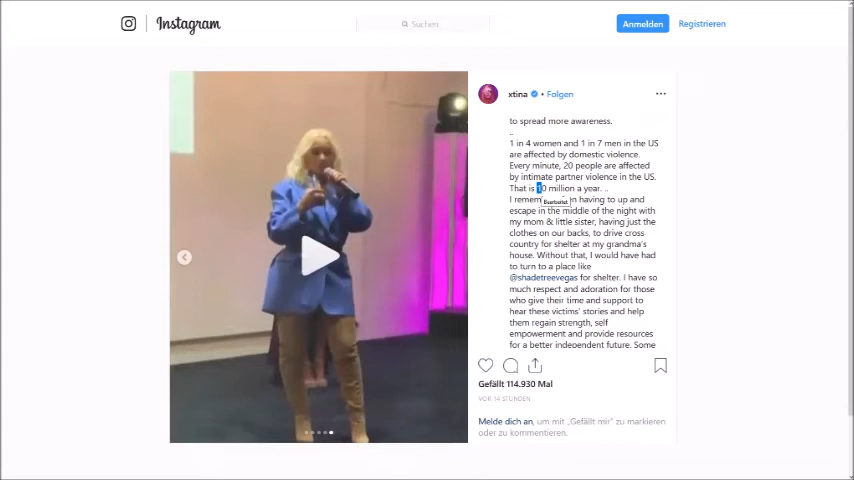 Instagram
Suchen
Anmelden
Registrieren
xtina • Folgen
to spread more awareness.
..
1 in 4 women and 1 in 7 men in the US
are affected by domestic violence.
Every minute, 20 people are affected
by intimate partner violence in the US.
That is 10 million a year. ..
I remem
n having to up and
escape in the middle of the night with
my mom & little sister, having just the
clothes on our backs, to drive cross
country for shelter at my grandma's
house. Without that, I would have had
to turn to a place like
@shadetreevegas for shelter. I have so
much respect and adoration for those
who give their time and support to
hear these victims' stories and help
them regain strength, self
empowerment and provide resources
for a better independent future. Some
Gefällt 114.930 Mal
VOR 14 STUNDEN
Melde dich an, um mit „Gefällt mir" zu markieren
oder zu kommentieren.